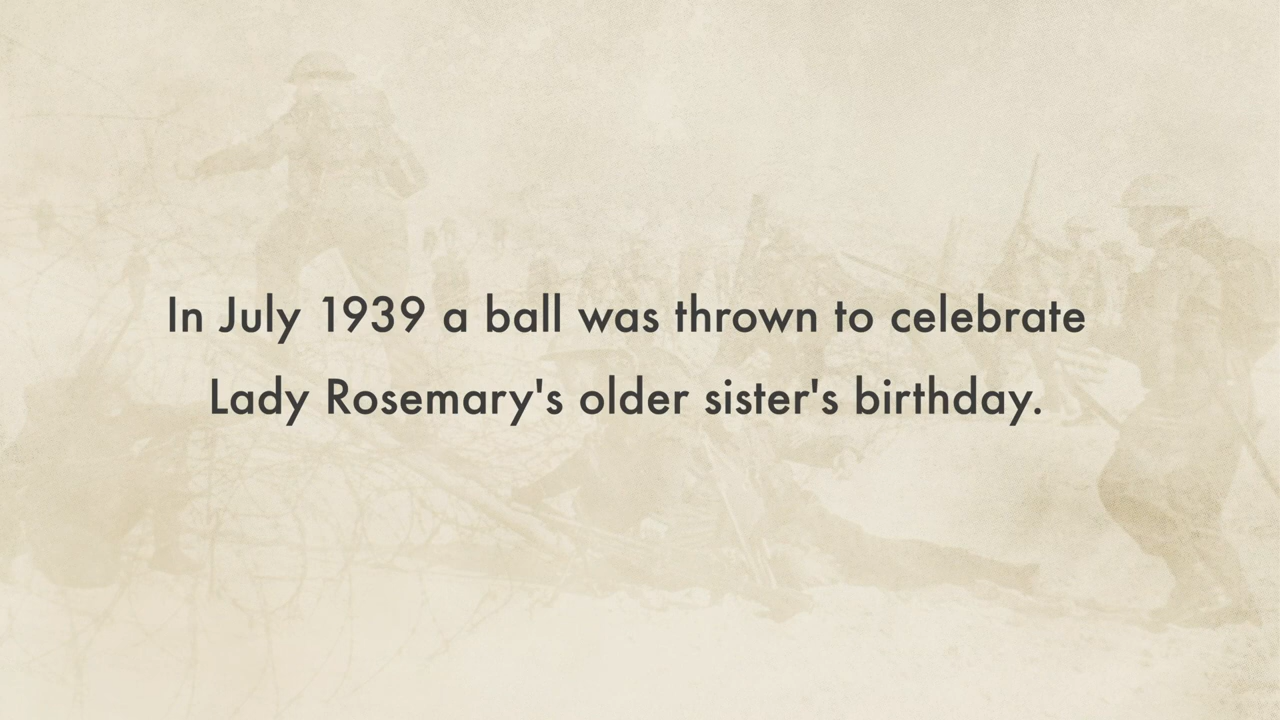 In July 1939 a ball was thrown to celebrate
Lady Rosemary's older sister's birthday.